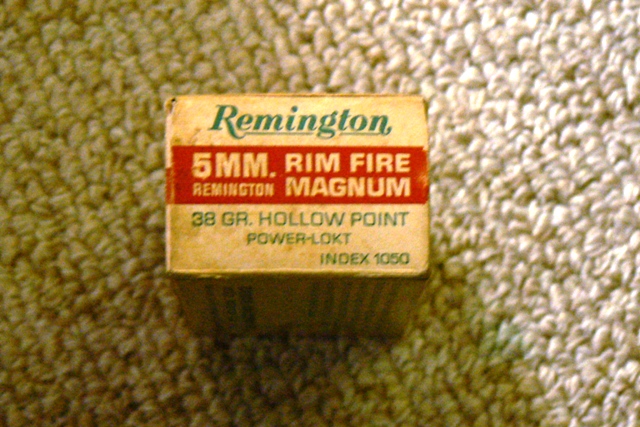 Remington
5MM. RIM FIRE
REMINGTON MAGNUM
38 GR. HOLLOW POINT
POWER-LOKT
INDEX 1050